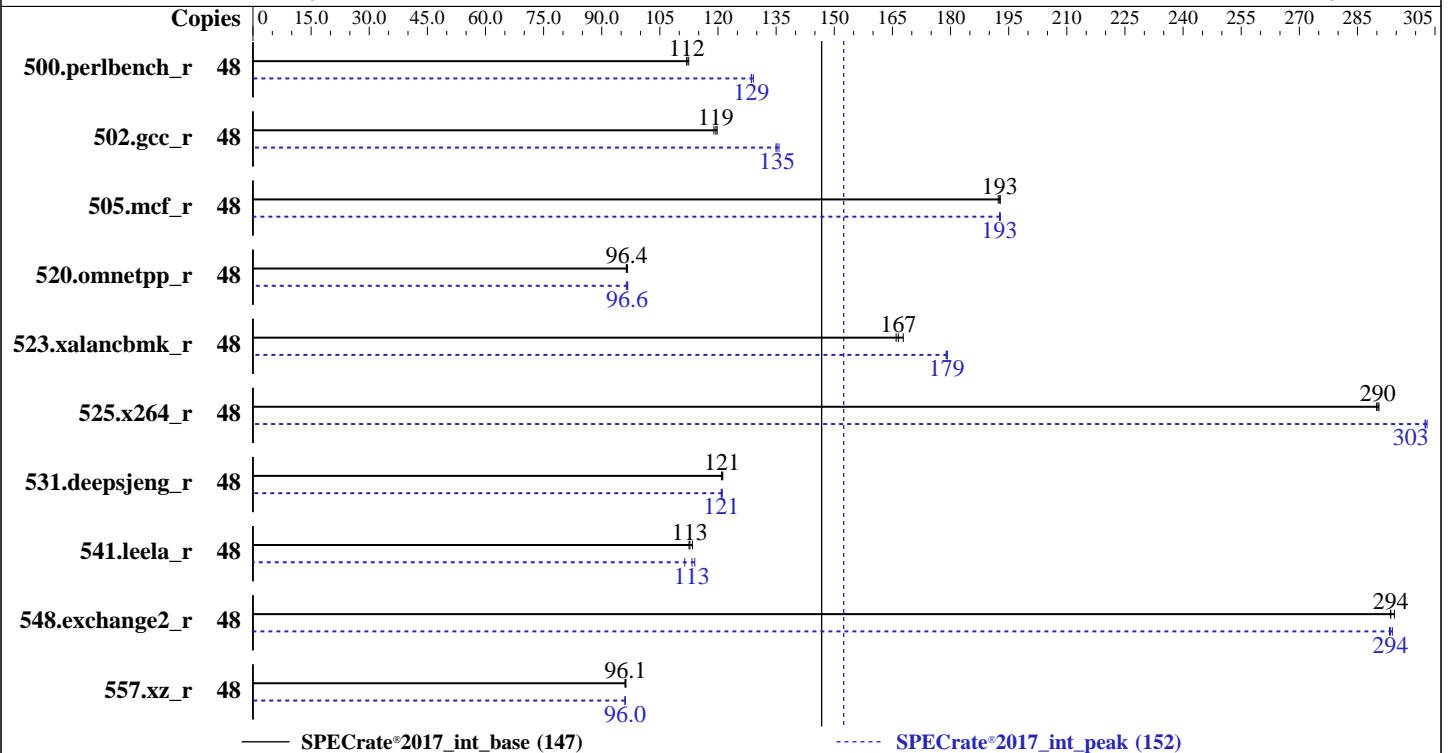 Copies 0 15.0 30.0 45.0 60.0 75.0 90.0 105 120 135 150 165 180 195 210 225 240 255 270 285 305
112
500.perlbench_r 48
129
119
502.gcc_r 48
135
193
505.mcf_r 48
193
96.4
520.omnetpp_r 48
96.6
167
523.xalancbmk_r 48
179
290
525.x264_r 48
303
121
531.deepsjeng_r 48
121
113
541.leela_r 48
113
294
548.exchange2_r 48
294
96.1
557.xz_r 48
96.0
SPECrate®2017_int_base (147) SPECrate®2017_int_peak (152)